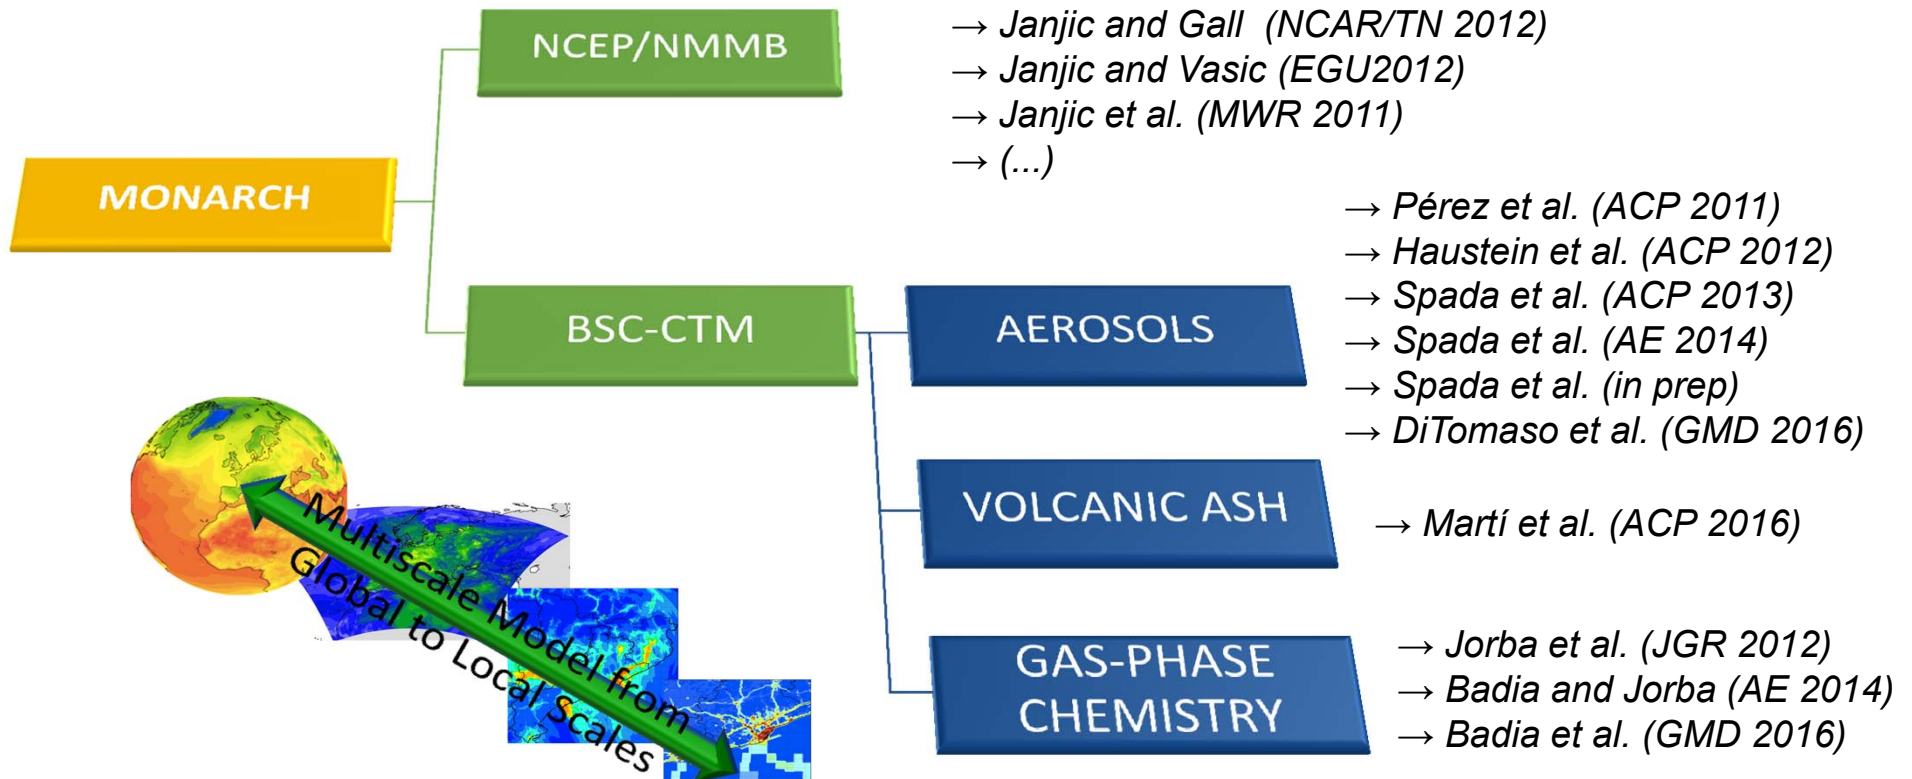 NCEP/NMMB
→ Janjic and Gall (NCAR/TN 2012)
→ Janjic and Vasic (EGU2012)
→ Janjic et al. (MWR 2011)
→ (...)
MONARCH
BSC-CTM
AEROSOLS
→ Pérez et al. (ACP 2011)
→ Haustein et al. (ACP 2012)
→ Spada et al. (ACP 2013)
→ Spada et al. (AE 2014)
→ Spada et al. (in prep)
→ DiTomaso et al. (GMD 2016)
VOLCANIC ASH
→ Martí et al. (ACP 2016)
GAS-PHASE
CHEMISTRY
→ Jorba et al. (JGR 2012)
→ Badia and Jorba (AE 2014)
→ Badia et al. (GMD 2016)
Multiscale Model from
Global to Local Scales